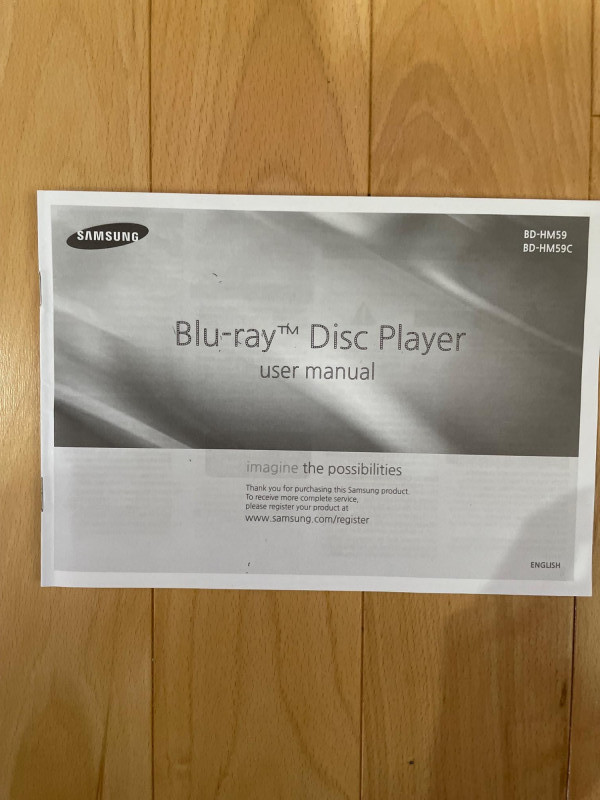 SAMSUNG
BD-HM59
BD-HM59C
Blu-ray™ Disc Player
user manual
imagine the possibilities
Thank you for purchasing this Samsung product.
To receive more complete service,
please register your product at
www.samsung.com/register
ENGLISH